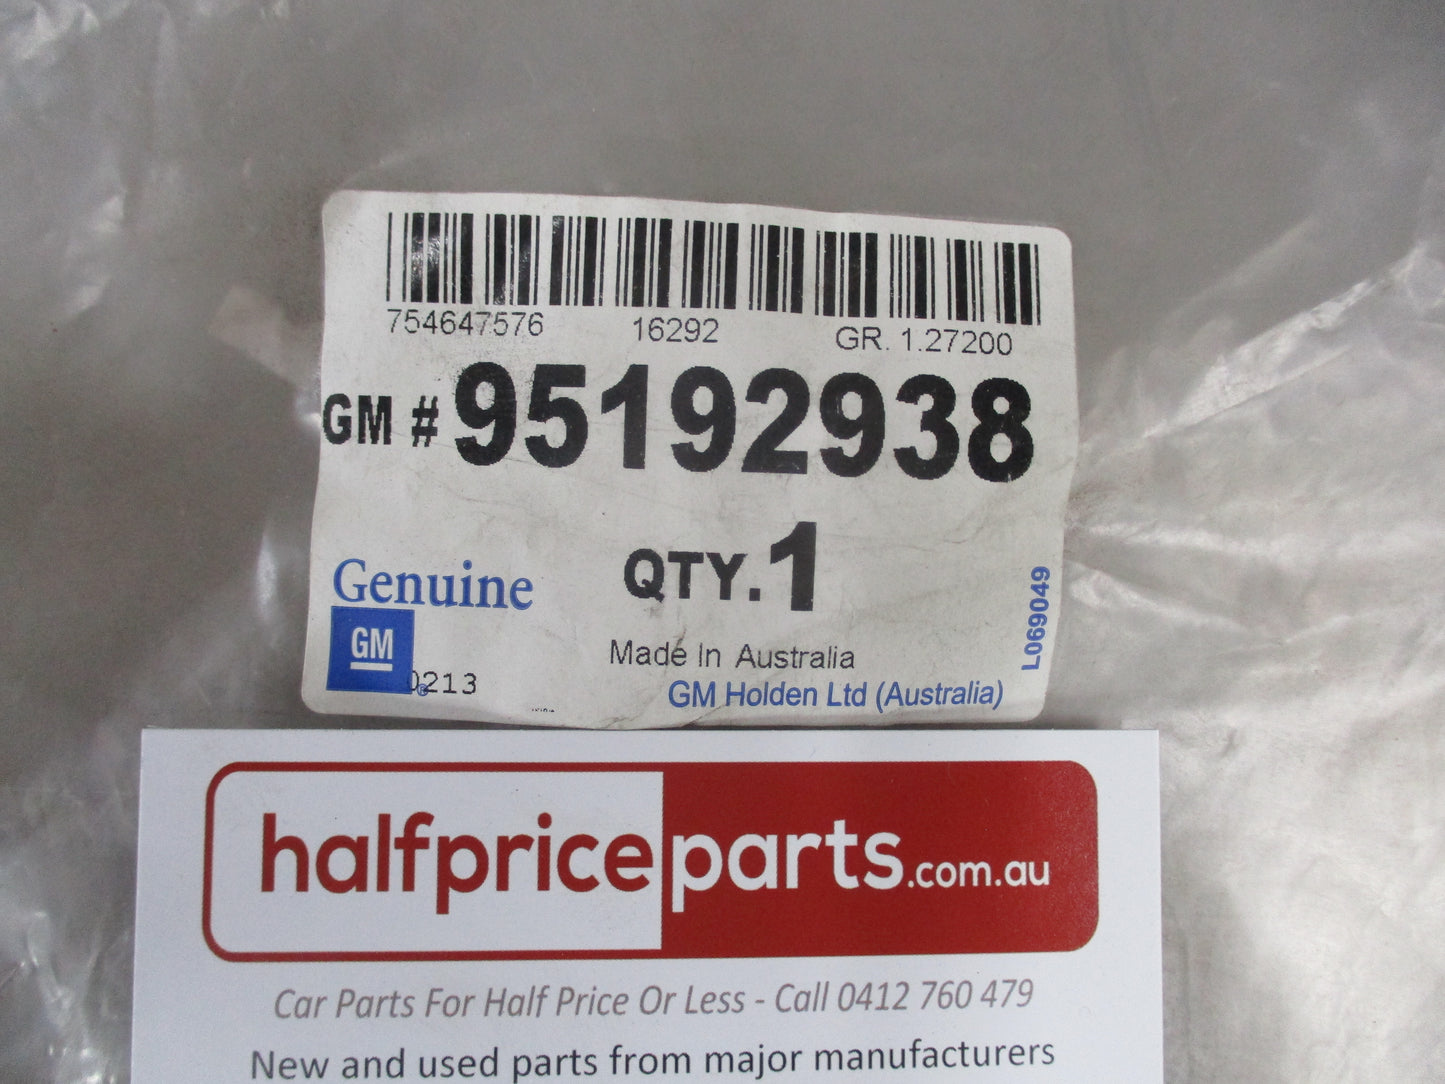 754647576 16292 GR. 1.27200
GM # 95192938
QTY. 1
Genuine
GM
0213
Made In Australia
GM Holden Ltd (Australia)
L069049
halfpriceparts.com.au
Car Parts For Half Price Or Less - Call 0412 760 479
New and used parts from major manufacturers